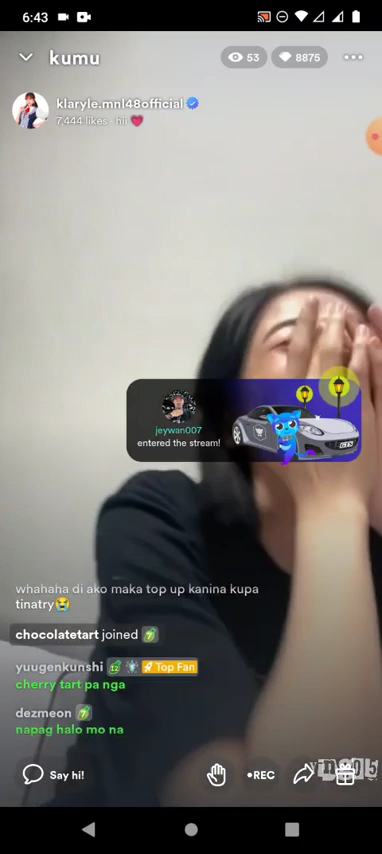 6:43
kumu
53
8875
klaryle.mnl48official
7,444 likes · hii
jeywan007
entered the stream!
whahaha di ako maka top up kanina kupa
tinatry😭
chocolatetart joined
yuugenkunshi 12 Top Fan
cherry tart pa nga
dezmeon
napag halo mo na
Say hi!
•REC